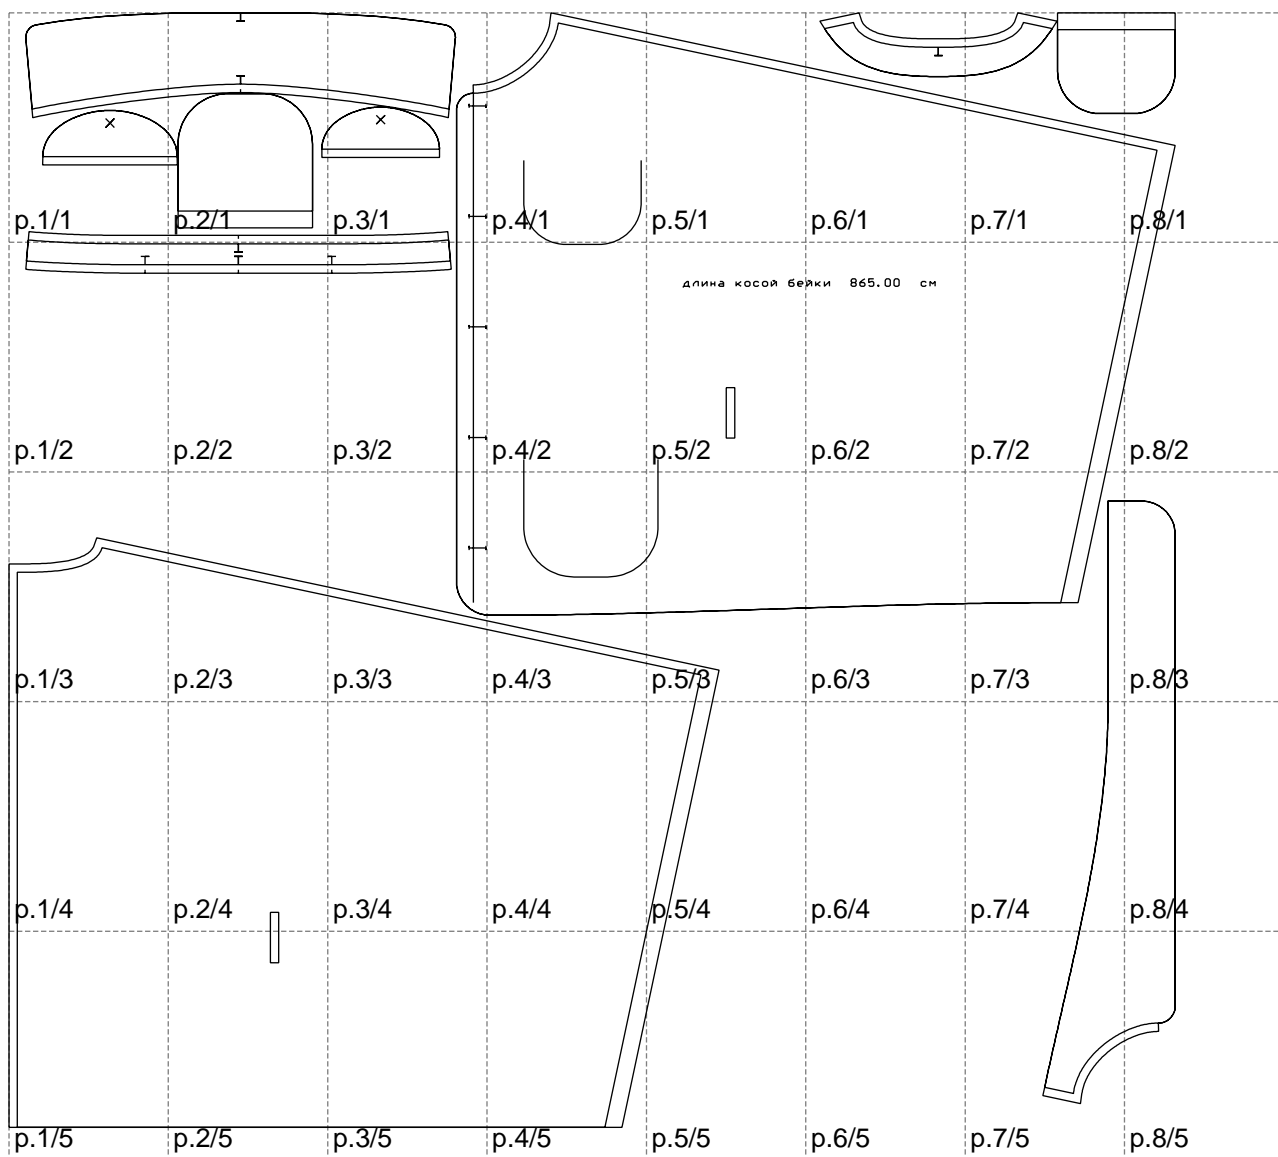 p.1/1 p.2/1 p.3/1 p.4/1 p.5/1 p.6/1 p.7/1 p.8/1
длина косой бейки 865.00 см
p.1/2 p.2/2 p.3/2 p.4/2 p.5/2 p.6/2 p.7/2 p.8/2
p.1/3 p.2/3 p.3/3 p.4/3 p.5/3 p.6/3 p.7/3 p.8/3
p.1/4 p.2/4 p.3/4 p.4/4 p.5/4 p.6/4 p.7/4 p.8/4
p.1/5 p.2/5 p.3/5 p.4/5 p.5/5 p.6/5 p.7/5 p.8/5